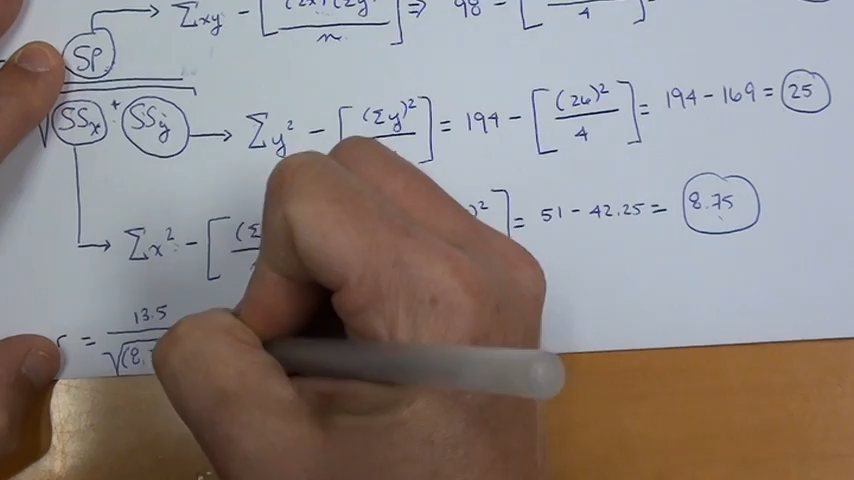 Σxy - [ (Σx)(Σy) / n ] ⇒ 98 - [ / 4 ]
SP
√ SSx + SSy → Σy² - [ (Σy)² ] = 194 - [ (26)² / 4 ] = 194 - 169 = 25
Σx² - [ (Σ )² ] = 51 - 42.25 = 8.75
r = 13.5 / √(8.